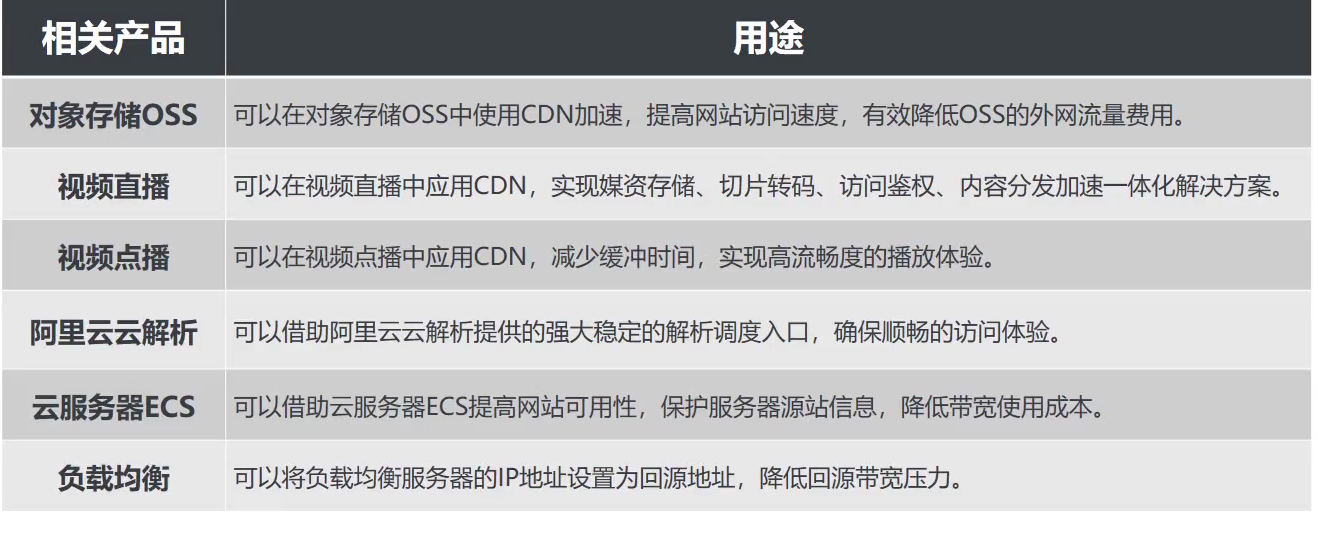 相关产品 用途
对象存储OSS 可以在对象存储OSS中使用CDN加速，提高网站访问速度，有效降低OSS的外网流量费用。
视频直播 可以在视频直播中应用CDN，实现媒资存储、切片转码、访问鉴权、内容分发加速一体化解决方案。
视频点播 可以在视频点播中应用CDN，减少缓冲时间，实现高流畅度的播放体验。
阿里云云解析 可以借助阿里云云解析提供的强大稳定的解析调度入口，确保顺畅的访问体验。
云服务器ECS 可以借助云服务器ECS提高网站可用性，保护服务器源站信息，降低带宽使用成本。
负载均衡 可以将负载均衡服务器的IP地址设置为回源地址，降低回源带宽压力。